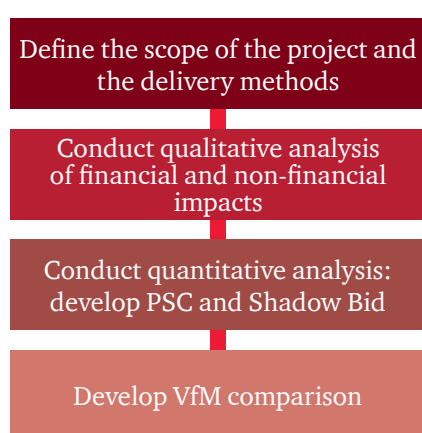 Define the scope of the project and
the delivery methods
Conduct qualitative analysis
of financial and non-financial
impacts
Conduct quantitative analysis:
develop PSC and Shadow Bid
Develop VfM comparison